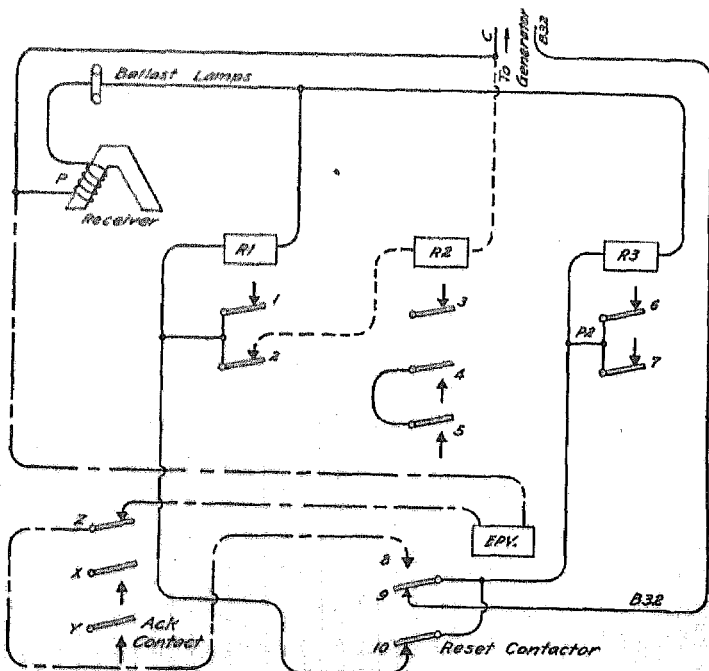 C
To
Generator
B32
Ballast Lamps
P
Receiver
R1
R2
R3
1
3
6
2
P2
4
7
5
Z
EPV.
8
X
9
B32
Y
Ack
Contact
10
Reset Contactor